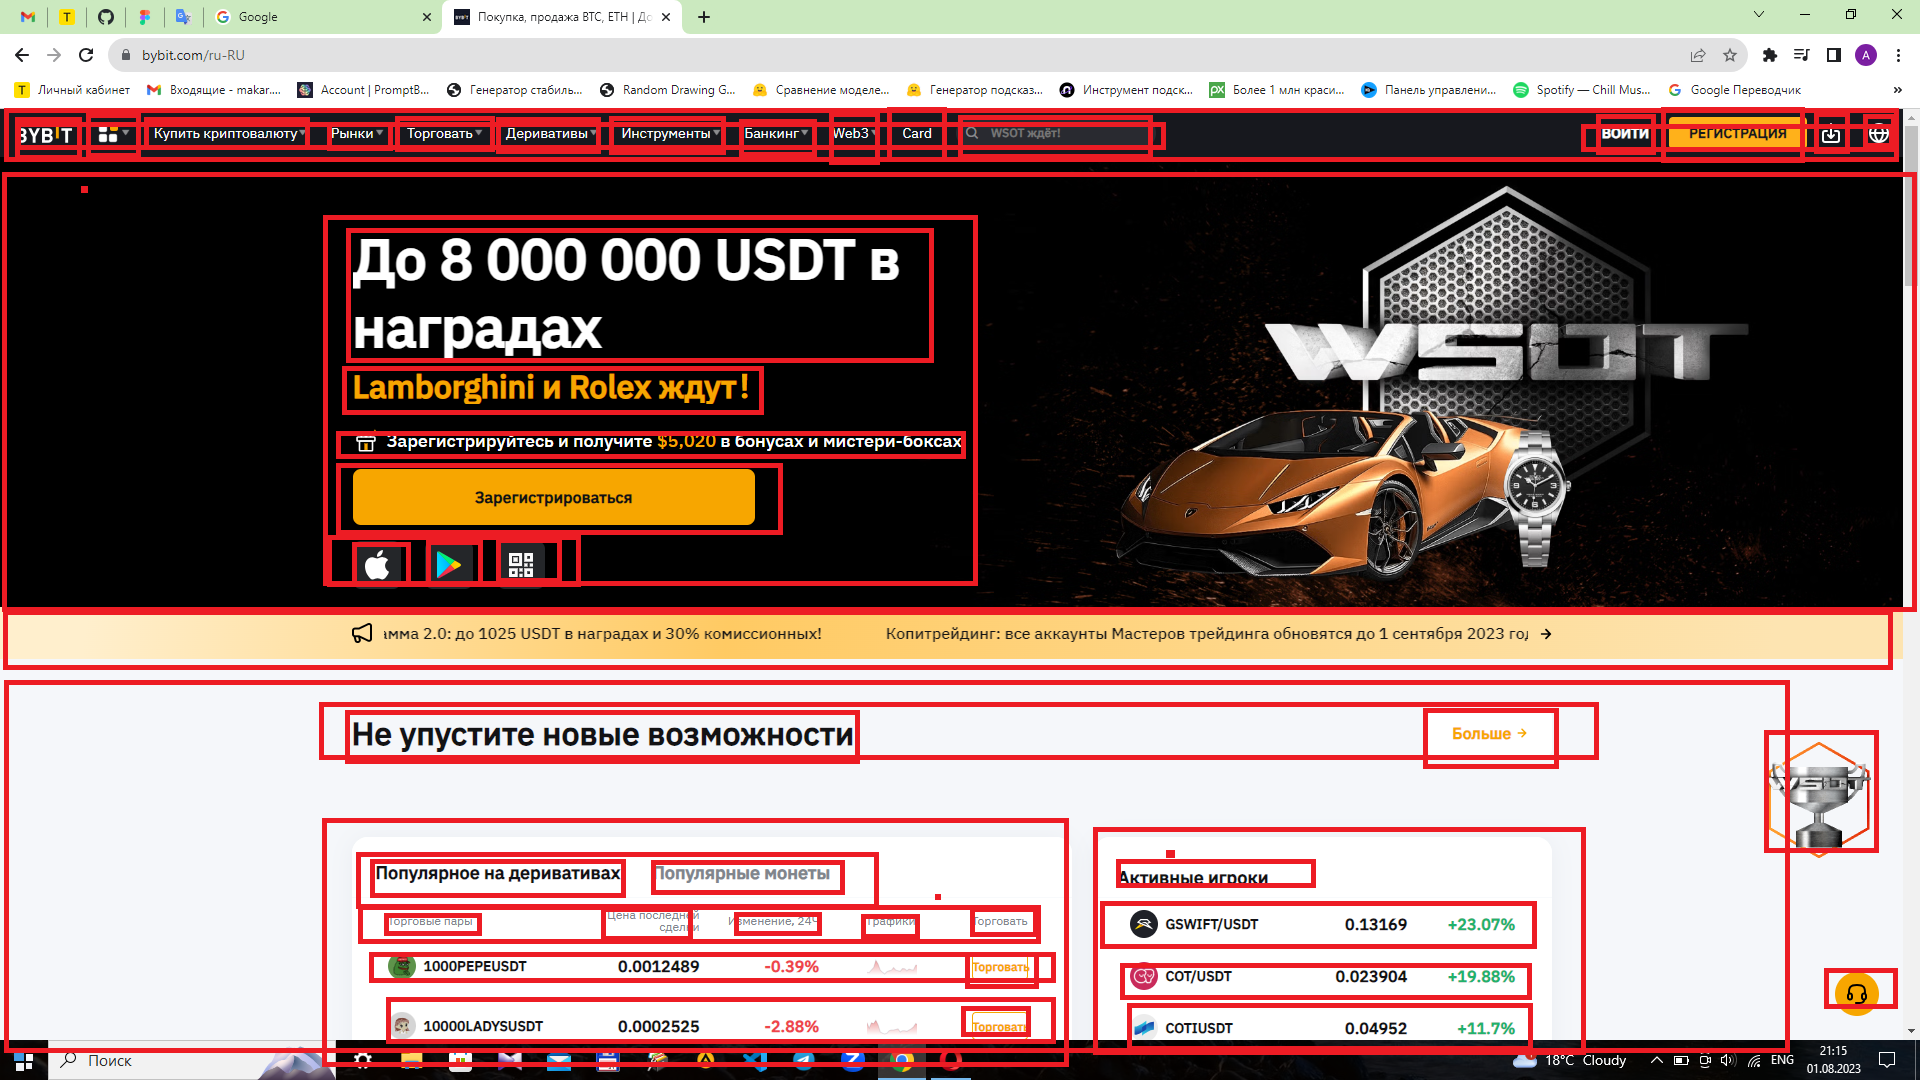 Google
Покупка, продажа BTC, ETH | До
bybit.com/ru-RU
A
Личный кабинет
Входящие - makar....
Account | PromptB...
Генератор стабиль...
Random Drawing G...
Сравнение моделе...
Генератор подсказ...
Инструмент подск...
Более 1 млн краси...
Панель управлени...
Spotify — Chill Mus...
Google Переводчик
»
BYBIT
Купить криптовалюту
Рынки
Торговать
Деривативы
Инструменты
Банкинг
Web3
Card
WSOT ждёт!
ВОЙТИ
РЕГИСТРАЦИЯ
До 8 000 000 USDT в
наградах
WSOT
Lamborghini и Rolex ждут!
Зарегистрируйтесь и получите $5,020 в бонусах и мистери-боксах
Зарегистрироваться
амма 2.0: до 1025 USDT в наградах и 30% комиссионных!
Копитрейдинг: все аккаунты Мастеров трейдинга обновятся до 1 сентября 2023 год
Не упустите новые возможности
Больше →
WSOT
Популярное на деривативах
Популярные монеты
Активные игроки
Торговые пары
Цена последней
сделки
Изменение, 24Ч
Графики
Торговать
GSWIFT/USDT 0.13169 +23.07%
1000PEPEUSDT 0.0012489 -0.39% Торговать
COT/USDT 0.023904 +19.88%
10000LADYSUSDT 0.0002525 -2.88% Торговать
COTIUSDT 0.04952 +11.7%
Поиск
18°C Cloudy
ENG
21:15
01.08.2023